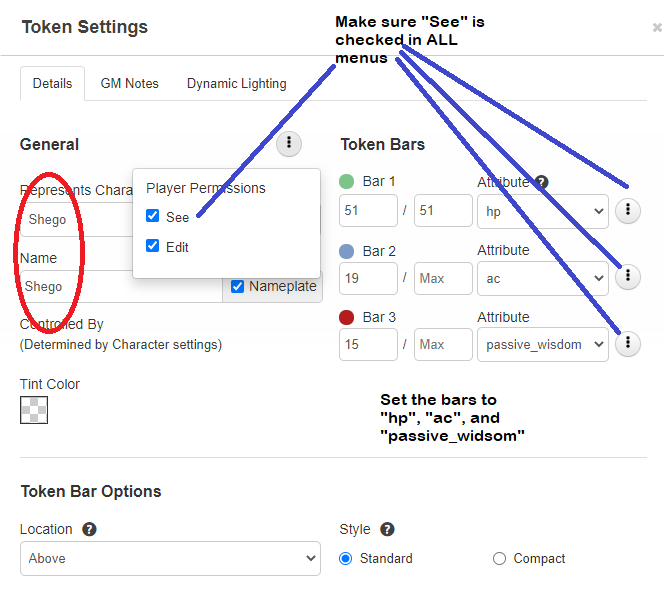 Token Settings
Make sure "See" is
checked in ALL
menus
Details
GM Notes
Dynamic Lighting
General
Represents Chara
Shego
Player Permissions
See
Edit
Name
Shego
Nameplate
Controlled By
(Determined by Character settings)
Tint Color
Token Bars
Bar 1
Attribute
51 / 51
hp
Bar 2
Attribute
19 / Max
ac
Bar 3
Attribute
15 / Max
passive_wisdom
Set the bars to
"hp", "ac", and
"passive_widsom"
Token Bar Options
Location
Above
Style
Standard
Compact